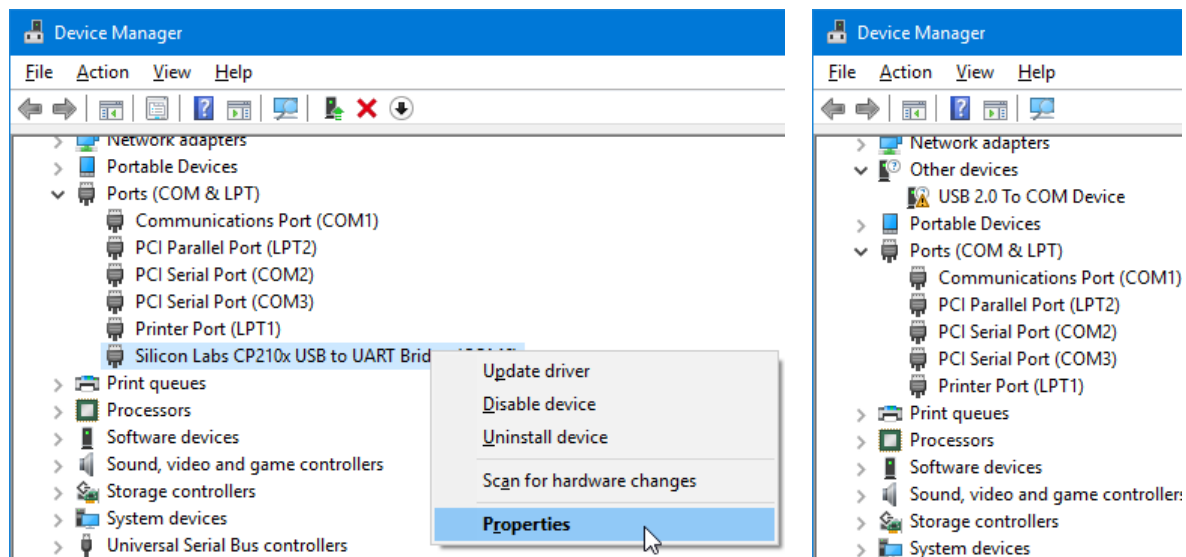 Device Manager
File Action View Help
Network adapters
Portable Devices
Ports (COM & LPT)
Communications Port (COM1)
PCI Parallel Port (LPT2)
PCI Serial Port (COM2)
PCI Serial Port (COM3)
Printer Port (LPT1)
Silicon Labs CP210x USB to UART
Print queues
Processors
Software devices
Sound, video and game controllers
Storage controllers
System devices
Universal Serial Bus controllers
Update driver
Disable device
Uninstall device
Scan for hardware changes
Properties
Device Manager
File Action View Help
Network adapters
Other devices
USB 2.0 To COM Device
Portable Devices
Ports (COM & LPT)
Communications Port (COM1)
PCI Parallel Port (LPT2)
PCI Serial Port (COM2)
PCI Serial Port (COM3)
Printer Port (LPT1)
Print queues
Processors
Software devices
Sound, video and game controllers
Storage controllers
System devices